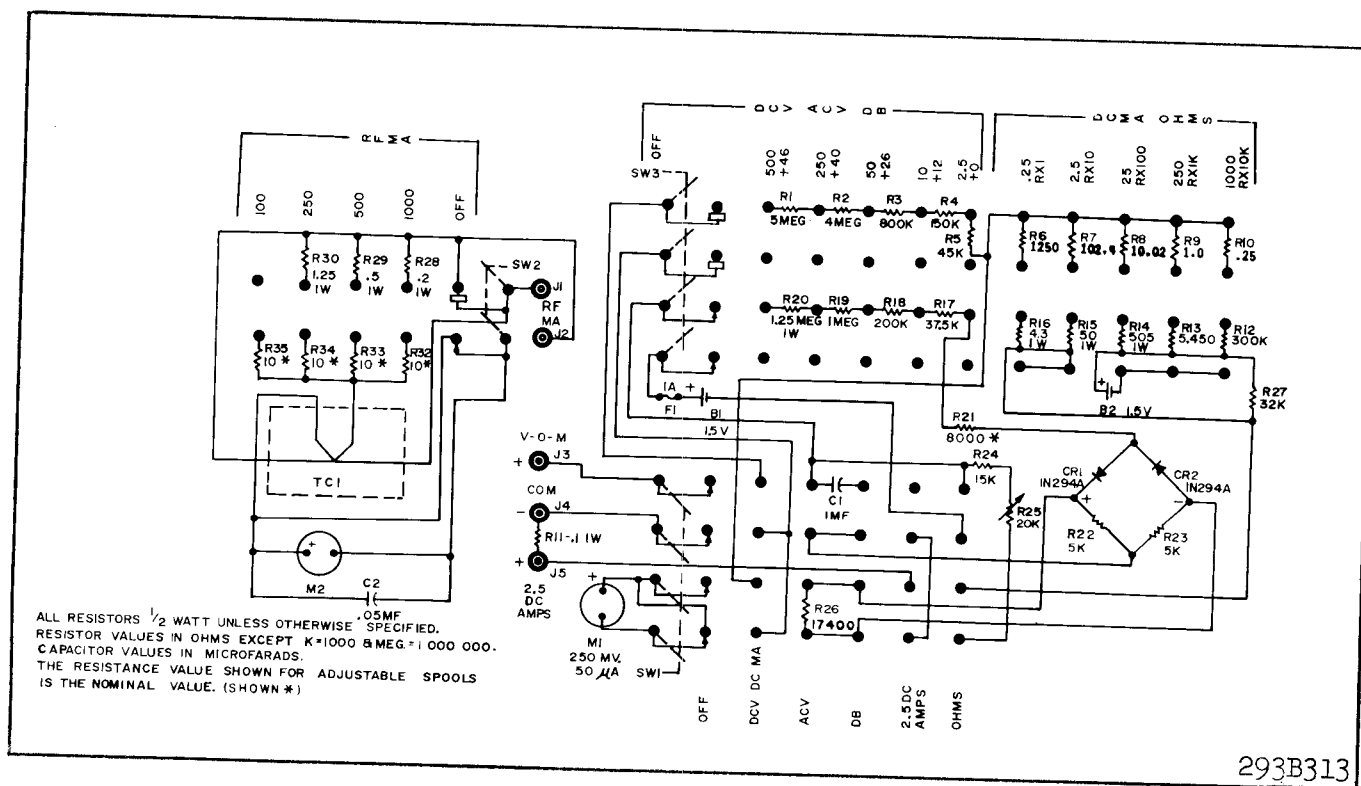 RFMA
100
250
500
1000
OFF
R30
1.25
1W
R29
.5
1W
R28
.2
1W
SW2
J1
RF
MA
J2
R35
10*
R34
10*
R33
10*
R32
10*
TC1
+
M2
C2
.05MF
DCV ACV DB
OFF
SW3
500
+46
250
+40
50
+26
10
+12
2.5
+0
R1
5MEG
R2
4MEG
R3
800K
R4
150K
R5
45K
R20
1.25 MEG
1W
R19
1MEG
R18
200K
R17
37.5K
1A
F1
+
B1
1.5V
DCMA OHMS
.25
RX1
2.5
RX10
25
RX100
250
RX1K
1000
RX10K
R6
1250
R7
102.4
R8
10.02
R9
1.0
R10
.25
R16
4.3
1W
R15
50
1W
R14
505
1W
R13
5,450
R12
300K
+
B2 1.5V
R27
32K
R21
8000 *
R24
15K
R25
20K
CR1
1N294A
CR2
1N294A
+
-
R22
5K
R23
5K
V-O-M
+ J3
COM
- J4
R11-.1 1W
+ J5
2.5
DC
AMPS
C1
1MF
+
M1
250 MV.
50 μA
SW1
R26
17400
OFF
DCV DC MA
ACV
DB
2.5DC
AMPS
OHMS
ALL RESISTORS 1/2 WATT UNLESS OTHERWISE SPECIFIED.
RESISTOR VALUES IN OHMS EXCEPT K=1000 & MEG.=1 000 000.
CAPACITOR VALUES IN MICROFARADS.
THE RESISTANCE VALUE SHOWN FOR ADJUSTABLE SPOOLS
IS THE NOMINAL VALUE. (SHOWN *)
293B313